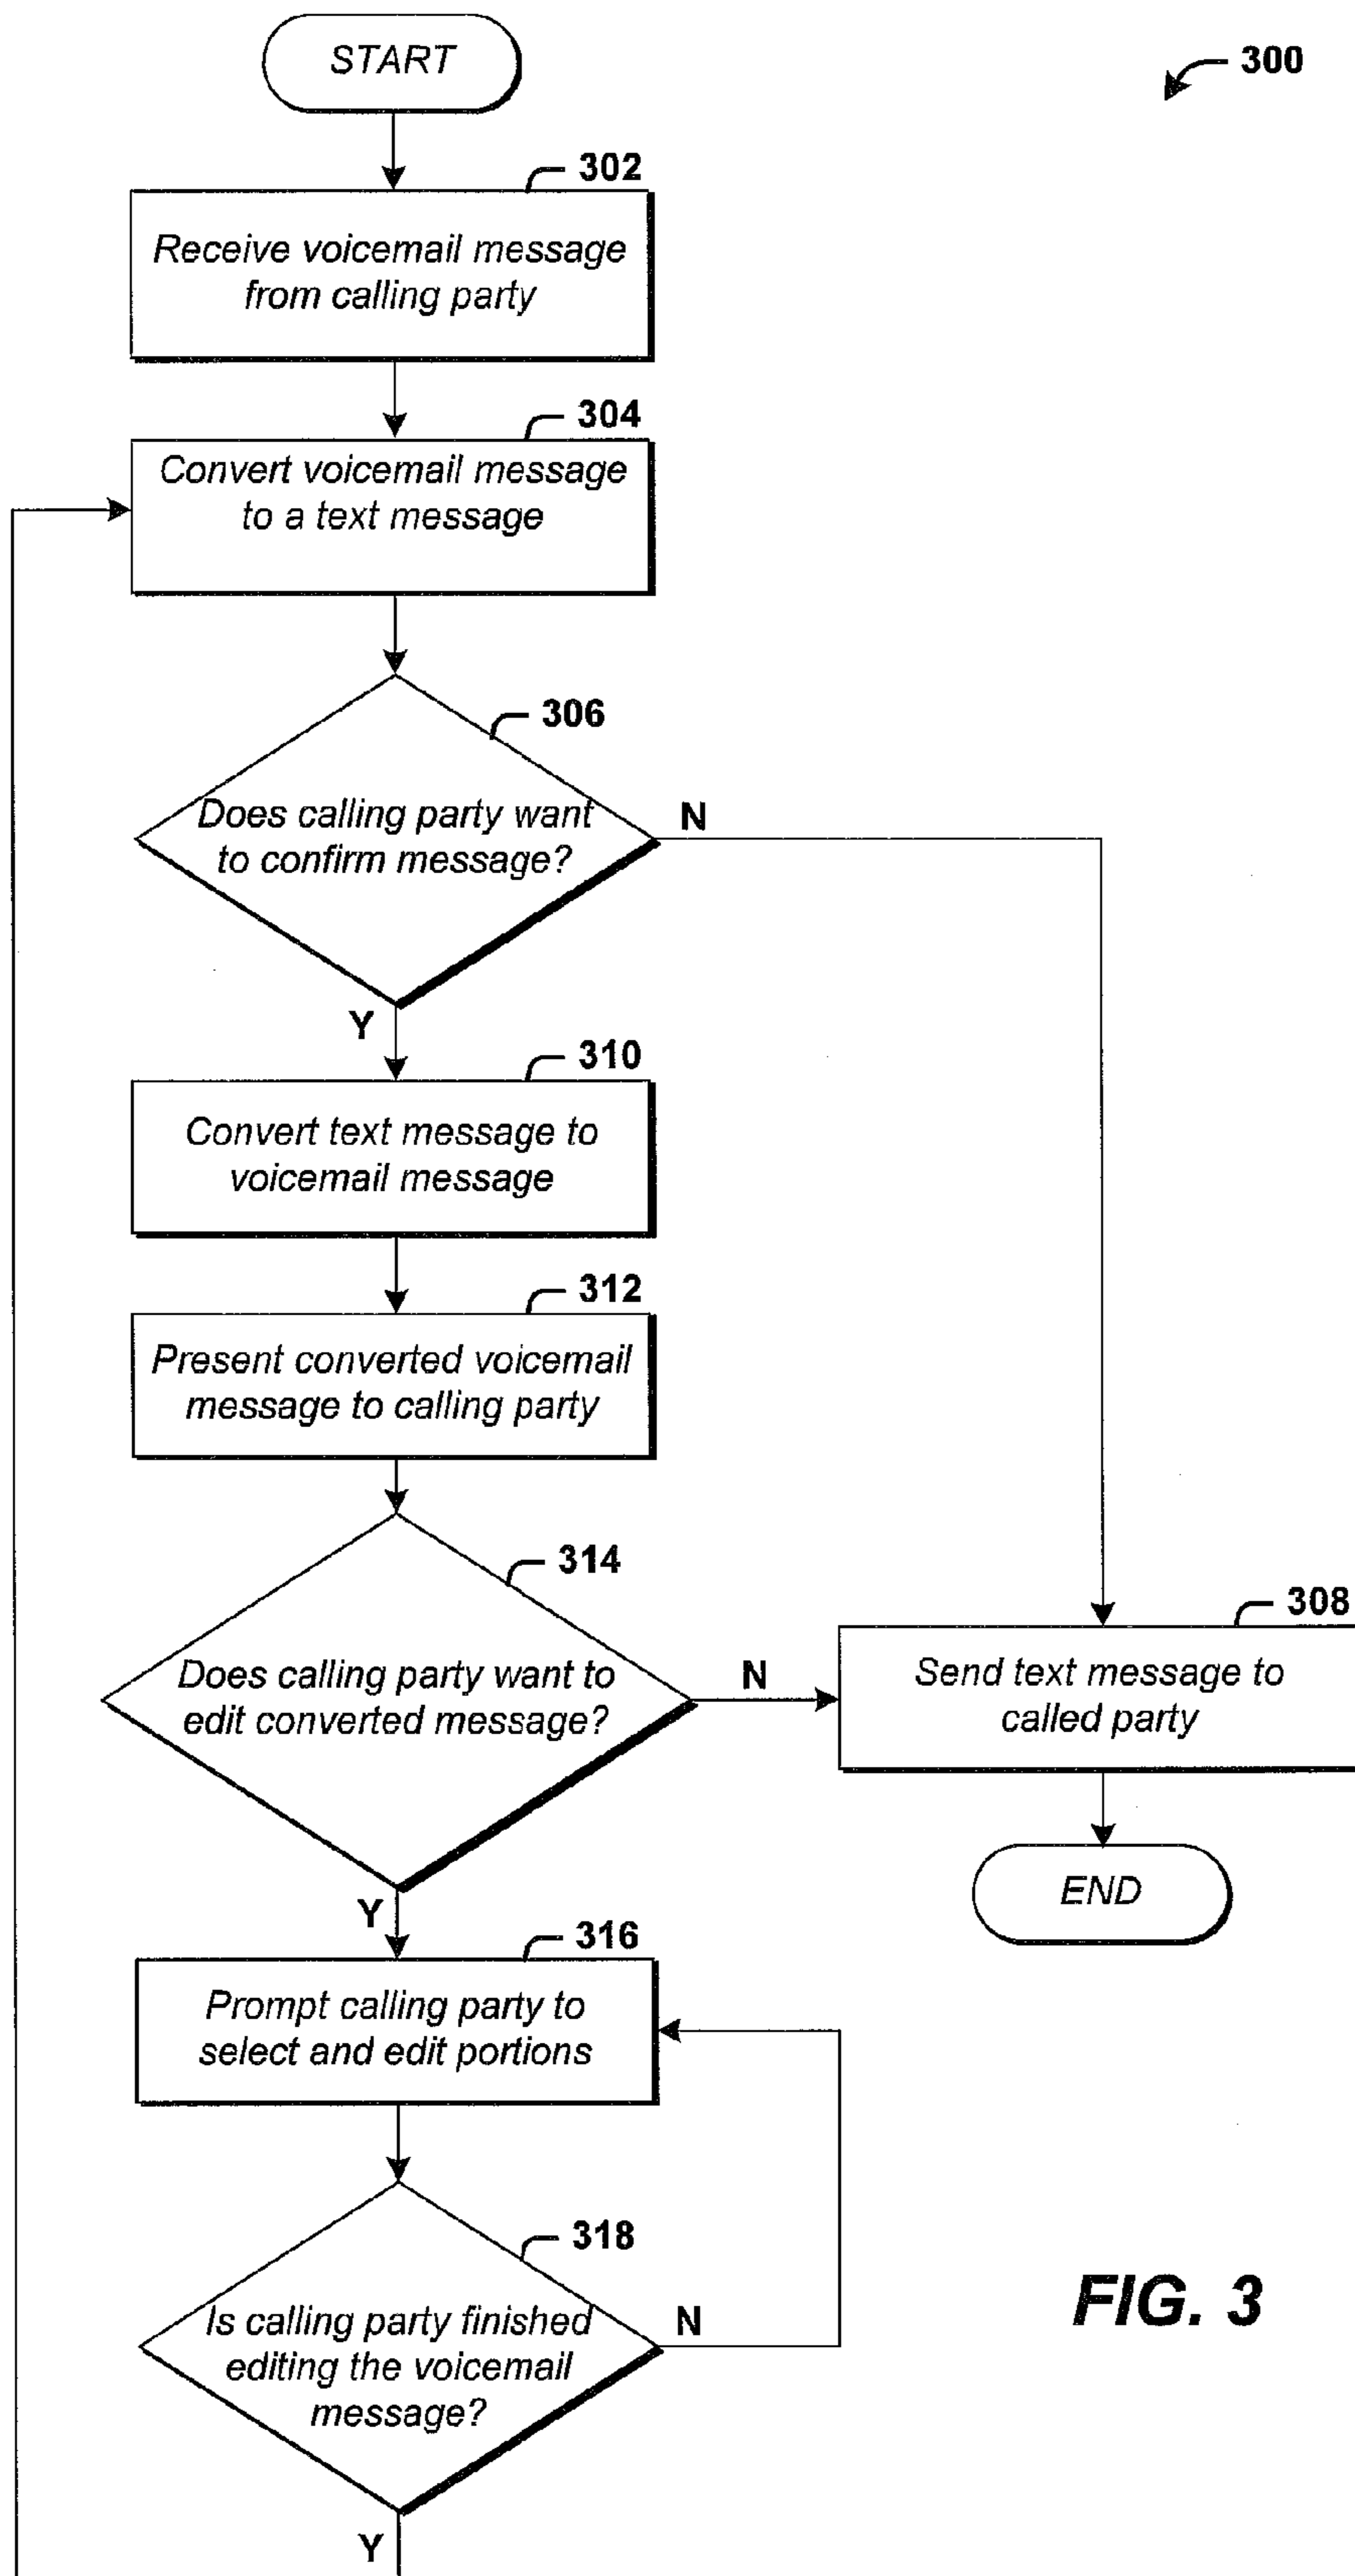 START
300
302
Receive voicemail message
from calling party
304
Convert voicemail message
to a text message
306
Does calling party want
to confirm message?
N
Y
310
Convert text message to
voicemail message
312
Present converted voicemail
message to calling party
314
Does calling party want to
edit converted message?
N
308
Send text message to
called party
END
Y
316
Prompt calling party to
select and edit portions
318
Is calling party finished
editing the voicemail
message?
N
Y
FIG. 3